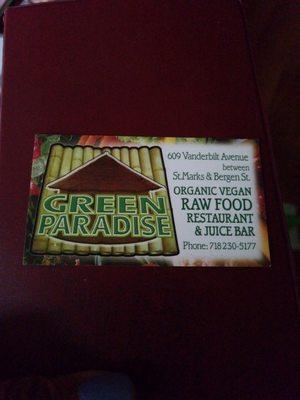 GREEN
PARADISE
609 Vanderbilt Avenue
between
St.Marks & Bergen St.
ORGANIC VEGAN
RAW FOOD
RESTAURANT
& JUICE BAR
Phone: 718 230-5177